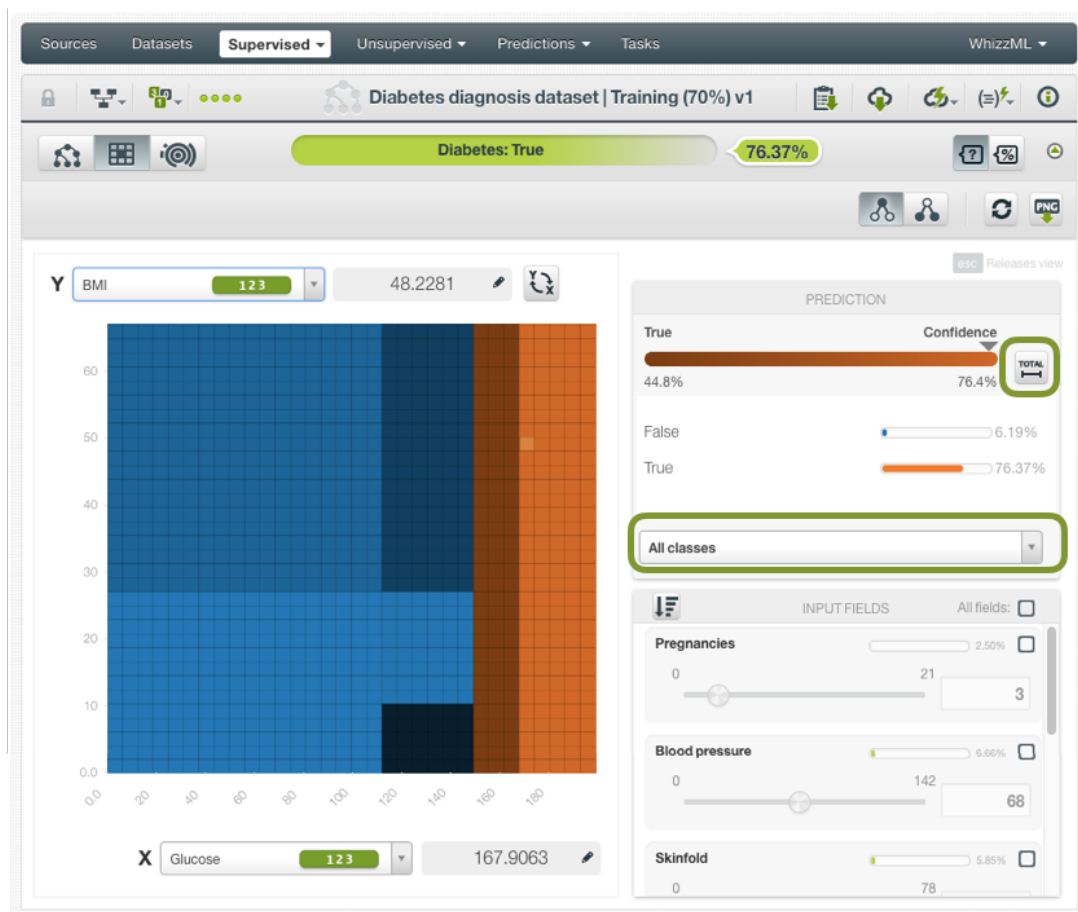 Sources Datasets Supervised Unsupervised Predictions Tasks WhizzML
Diabetes diagnosis dataset | Training (70%) v1
Diabetes: True 76.37%
PNG
esc Releases view
Y BMI 123 48.2281 Y X
PREDICTION
True Confidence
TOTAL
44.8% 76.4%
False 6.19%
True 76.37%
All classes
INPUT FIELDS All fields:
Pregnancies 2.50%
0 21
3
Blood pressure 6.66%
0 142
68
Skinfold 5.85%
0 78
60
50
40
30
20
10
0.0
0.0 20 40 60 80 100 120 140 160 180
X Glucose 123 167.9063